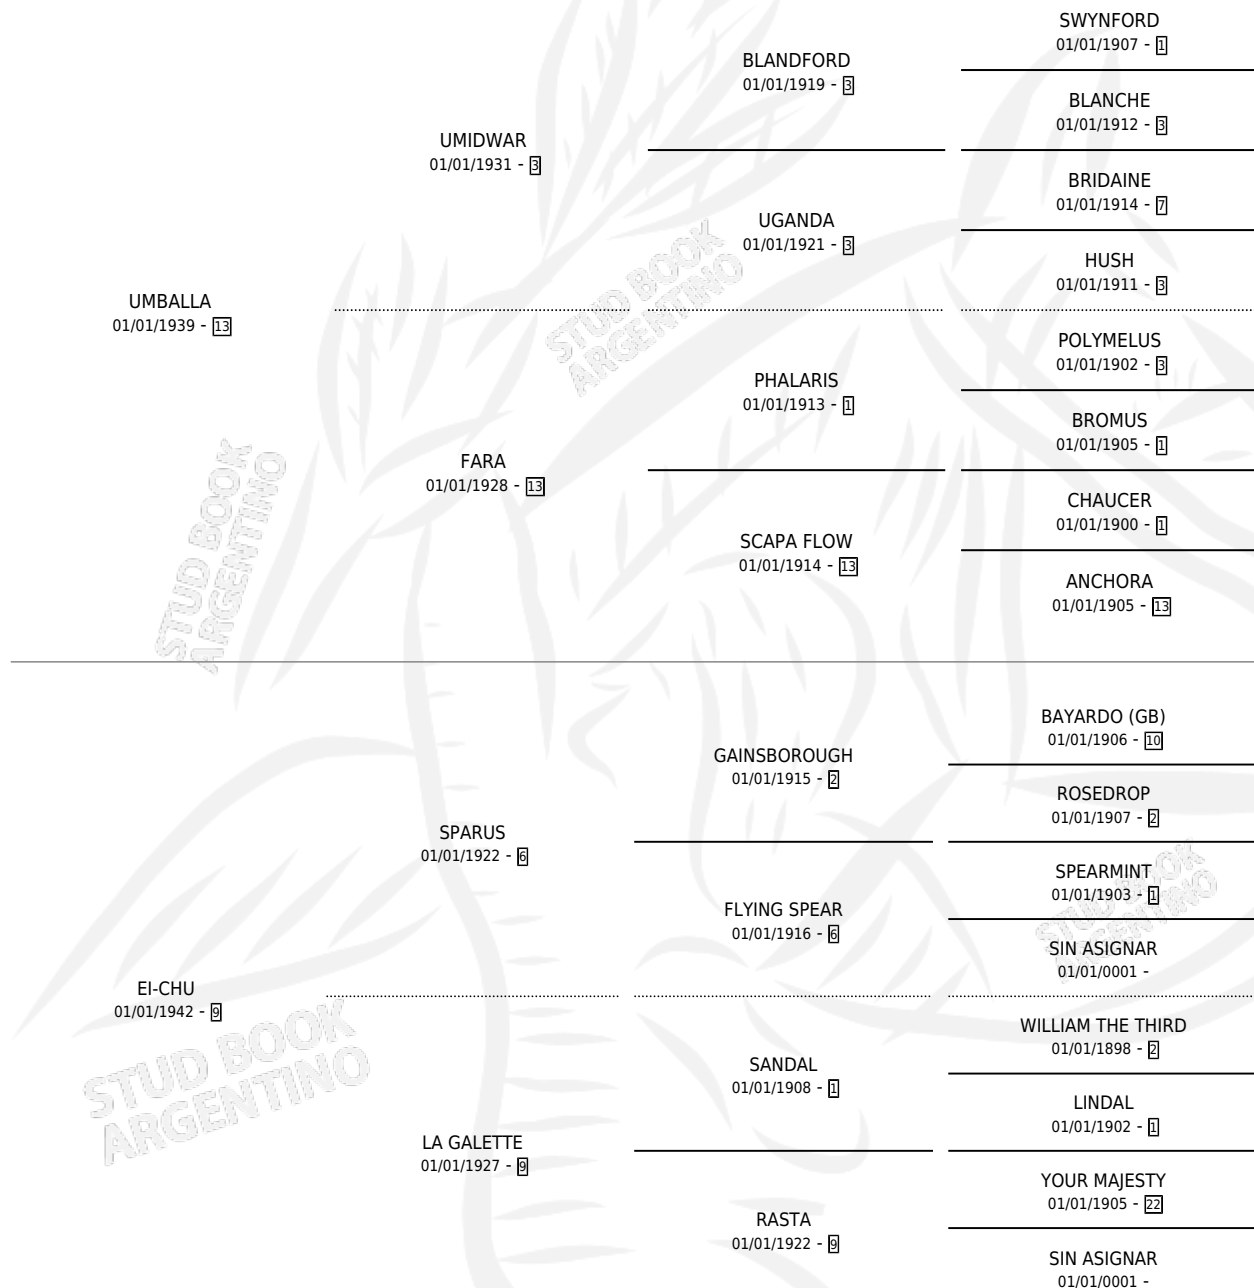 SWYNFORD
01/01/1907 - 1
BLANDFORD
01/01/1919 - 3
BLANCHE
01/01/1912 - 3
UMIDWAR
01/01/1931 - 3
BRIDAINE
01/01/1914 - 7
UGANDA
01/01/1921 - 3
HUSH
01/01/1911 - 3
UMBALLA
01/01/1939 - 13
POLYMELUS
01/01/1902 - 3
PHALARIS
01/01/1913 - 1
BROMUS
01/01/1905 - 1
FARA
01/01/1928 - 13
CHAUCER
01/01/1900 - 1
SCAPA FLOW
01/01/1914 - 13
ANCHORA
01/01/1905 - 13
BAYARDO (GB)
01/01/1906 - 10
GAINSBOROUGH
01/01/1915 - 2
ROSEDROP
01/01/1907 - 2
SPARUS
01/01/1922 - 6
SPEARMINT
01/01/1903 - 1
FLYING SPEAR
01/01/1916 - 6
SIN ASIGNAR
01/01/0001 -
EI-CHU
01/01/1942 - 9
WILLIAM THE THIRD
01/01/1898 - 2
SANDAL
01/01/1908 - 1
LINDAL
01/01/1902 - 1
LA GALETTE
01/01/1927 - 9
YOUR MAJESTY
01/01/1905 - 22
RASTA
01/01/1922 - 9
SIN ASIGNAR
01/01/0001 -
STUD BOOK
ARGENTINO
STUD BOOK
ARGENTINO
STUD BOOK
ARGENTINO
STUD BOOK
ARGENTINO